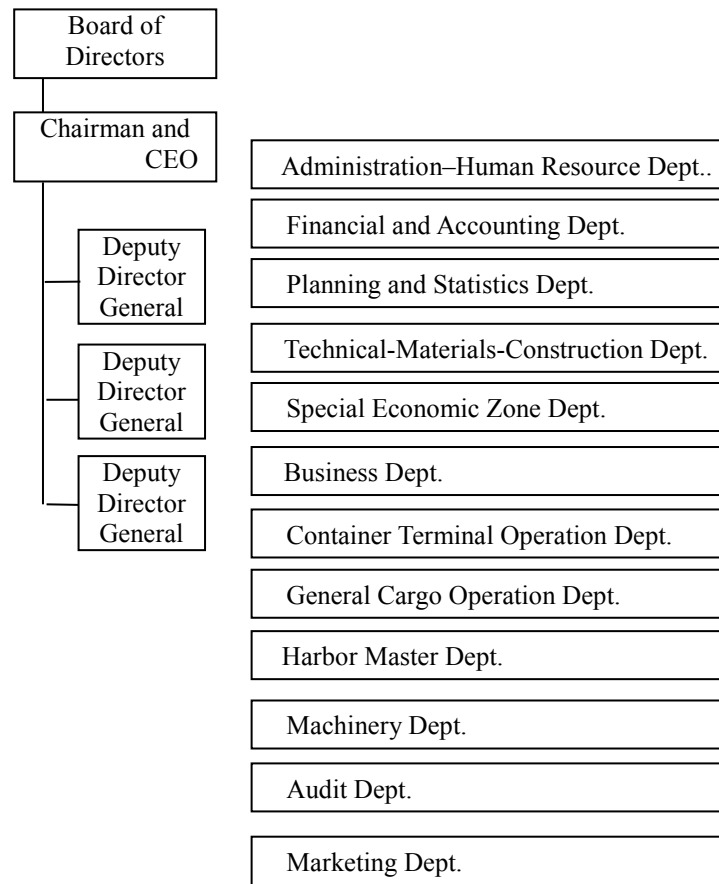 Board of
Directors
Chairman and
CEO
Administration–Human Resource Dept..
Financial and Accounting Dept.
Deputy
Director
General
Planning and Statistics Dept.
Technical-Materials-Construction Dept.
Deputy
Director
General
Special Economic Zone Dept.
Business Dept.
Deputy
Director
General
Container Terminal Operation Dept.
General Cargo Operation Dept.
Harbor Master Dept.
Machinery Dept.
Audit Dept.
Marketing Dept.